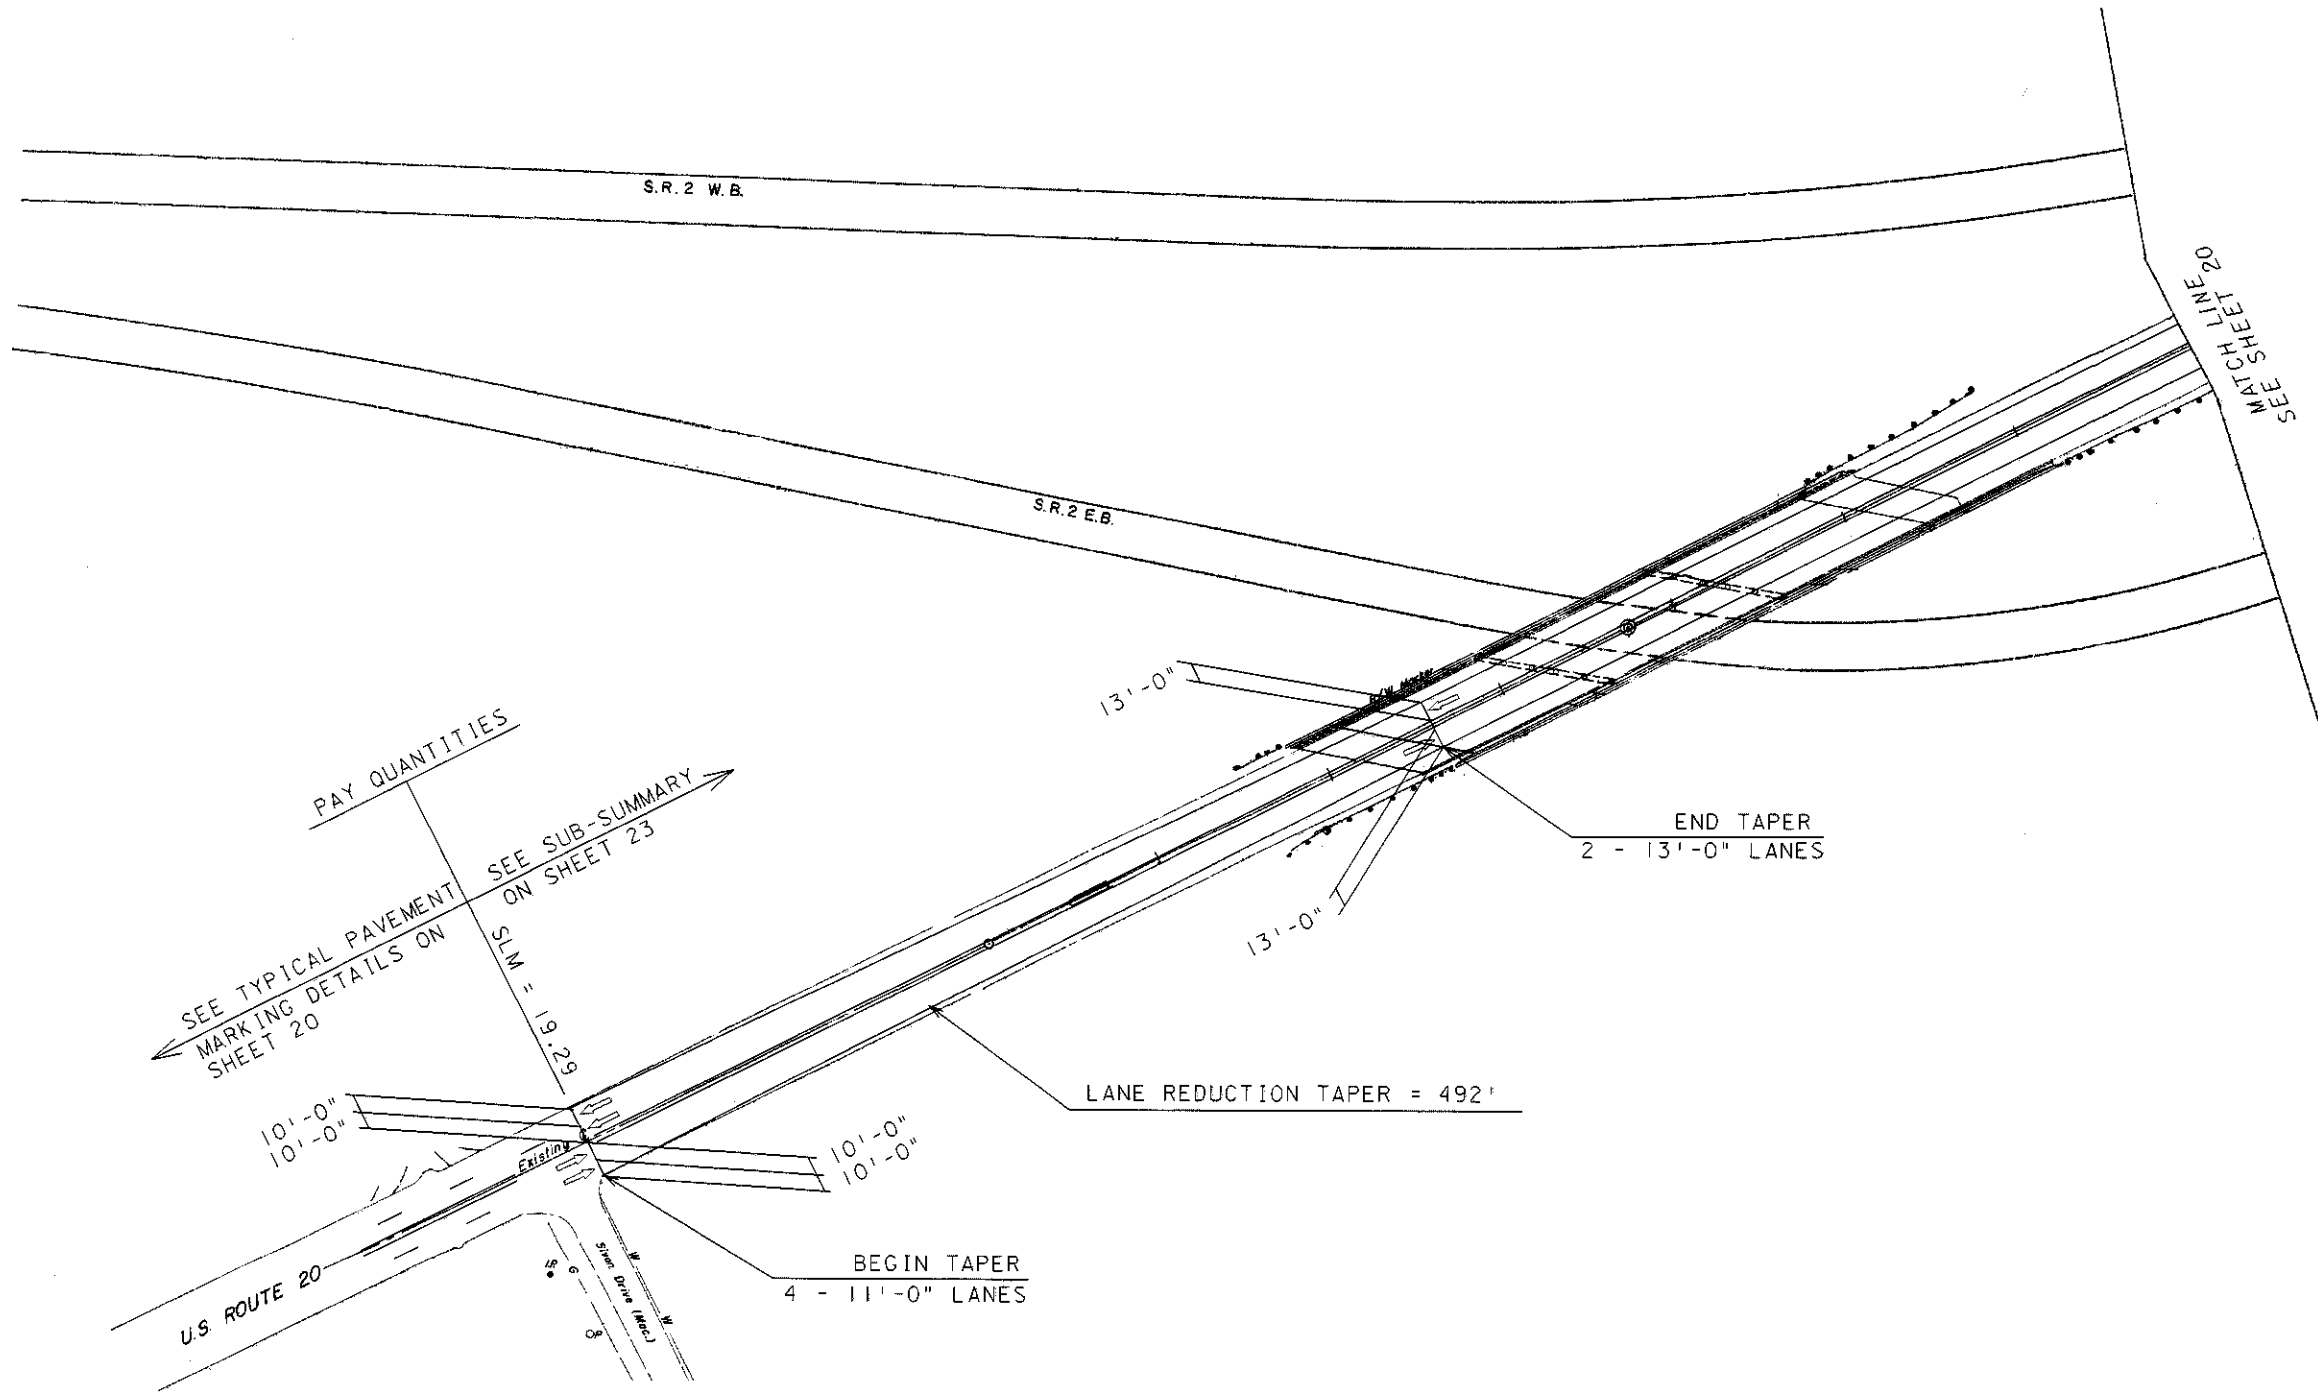 S.R.2 W.B.
MATCH LINE
SEE SHEET 20
S.R.2 E.B.
13'-0"
PAY QUANTITIES
SEE SUB-SUMMARY
ON SHEET 23
END TAPER
2 - 13'-0" LANES
SEE TYPICAL PAVEMENT
MARKING DETAILS ON
SHEET 20
13'-0"
SLM = 19.29
LANE REDUCTION TAPER = 492'
10'-0"
10'-0"
10'-0"
10'-0"
Existing ℄
BEGIN TAPER
4 - 11'-0" LANES
U.S. ROUTE 20
G
W
W